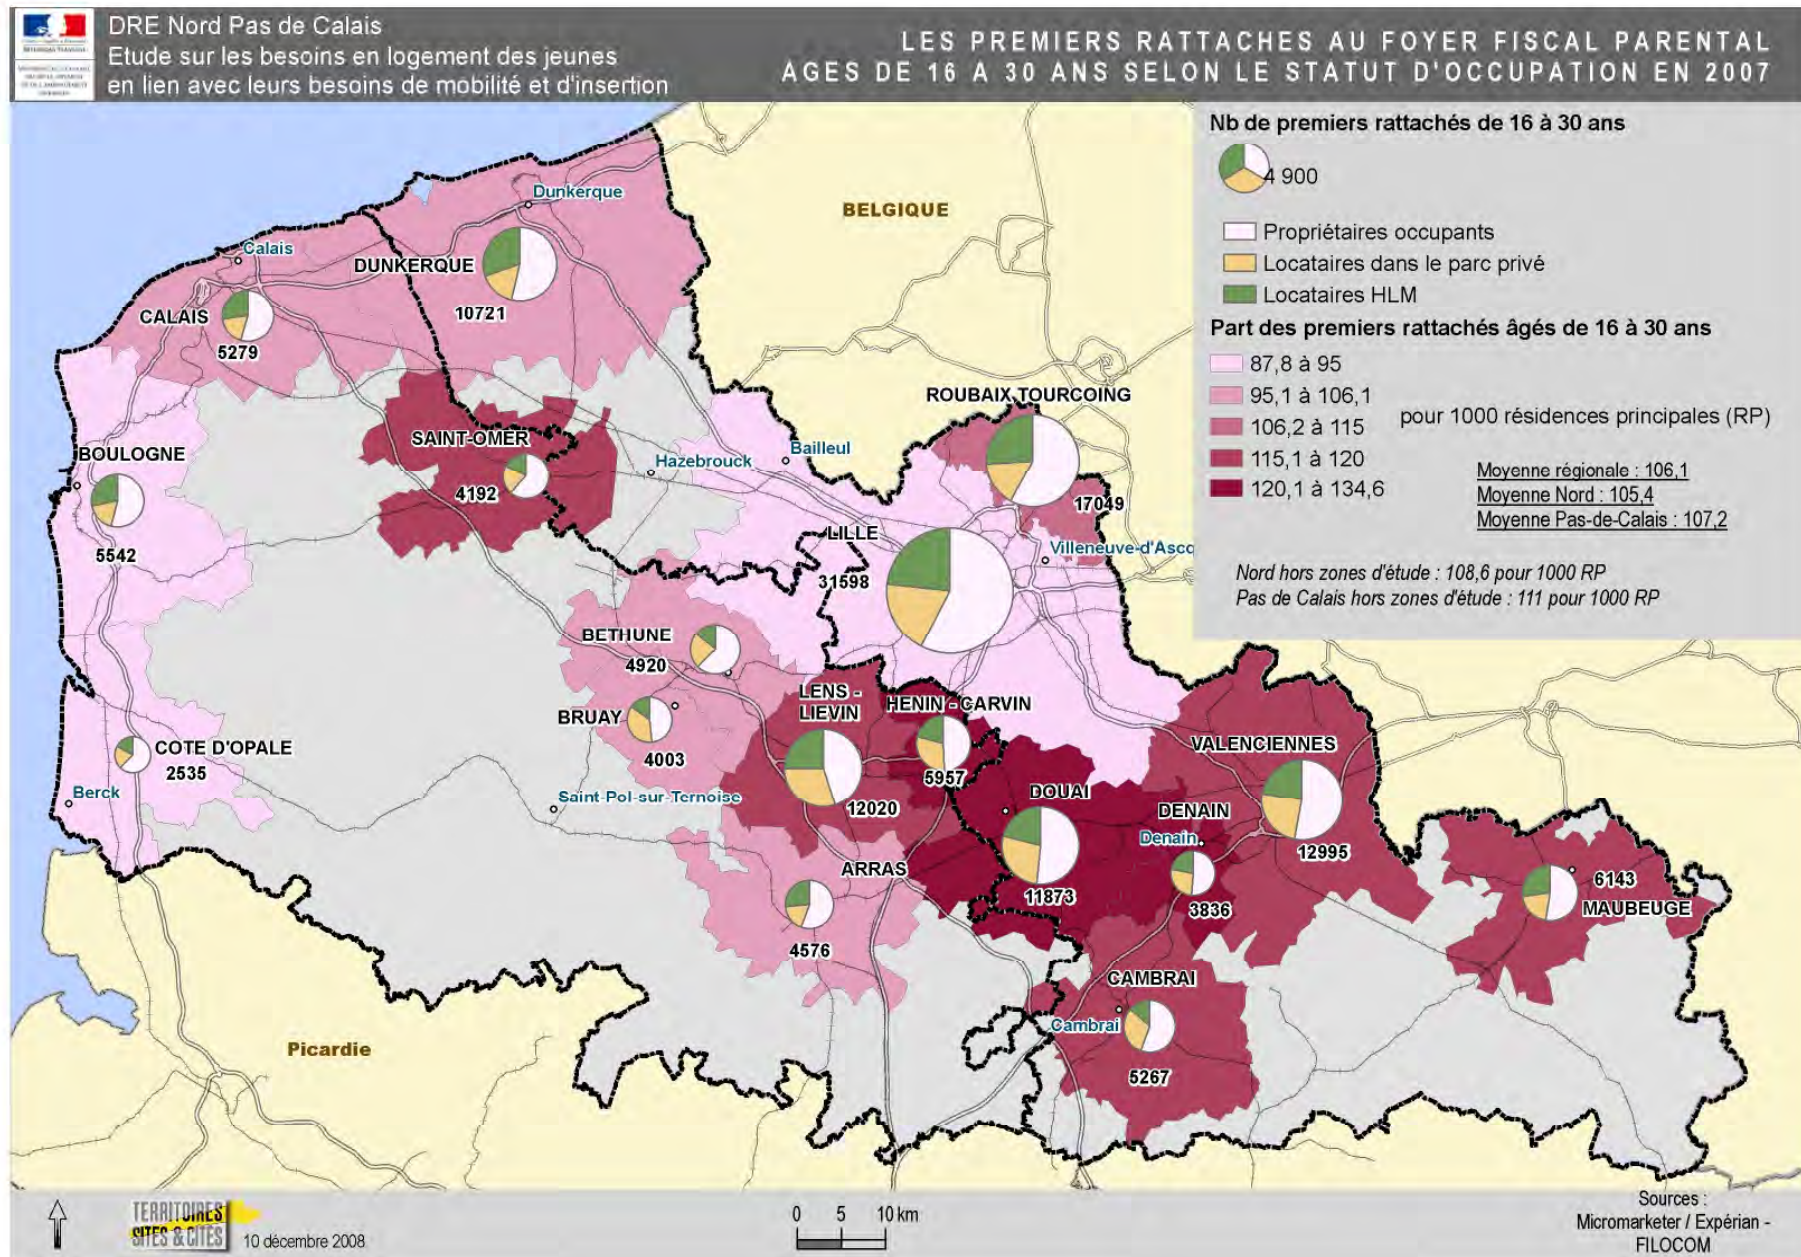 DRE Nord Pas de Calais
Etude sur les besoins en logement des jeunes
en lien avec leurs besoins de mobilité et d'insertion
LES PREMIERS RATTACHES AU FOYER FISCAL PARENTAL
AGES DE 16 A 30 ANS SELON LE STATUT D'OCCUPATION EN 2007
Nb de premiers rattachés de 16 à 30 ans
4 900
Propriétaires occupants
Locataires dans le parc privé
Locataires HLM
Part des premiers rattachés âgés de 16 à 30 ans
87,8 à 95
95,1 à 106,1
106,2 à 115
115,1 à 120
120,1 à 134,6
pour 1000 résidences principales (RP)
Moyenne régionale : 106,1
Moyenne Nord : 105,4
Moyenne Pas-de-Calais : 107,2
Nord hors zones d'étude : 108,6 pour 1000 RP
Pas de Calais hors zones d'étude : 111 pour 1000 RP
BELGIQUE
Dunkerque
DUNKERQUE
10721
Calais
CALAIS
5279
BOULOGNE
5542
SAINT-OMER
4192
Hazebrouck
Bailleul
ROUBAIX TOURCOING
17049
LILLE
31598
Villeneuve-d'Ascq
BETHUNE
4920
BRUAY
4003
LENS -
LIEVIN
12020
HENIN - CARVIN
5957
COTE D'OPALE
2535
Berck
Saint-Pol-sur-Ternoise
VALENCIENNES
12995
DOUAI
11873
DENAIN
Denain
3836
ARRAS
4576
6143
MAUBEUGE
CAMBRAI
Cambrai
5267
Picardie
TERRITOIRES
SITES & CITES
10 décembre 2008
0 5 10 km
Sources :
Micromarketer / Expérian -
FILOCOM